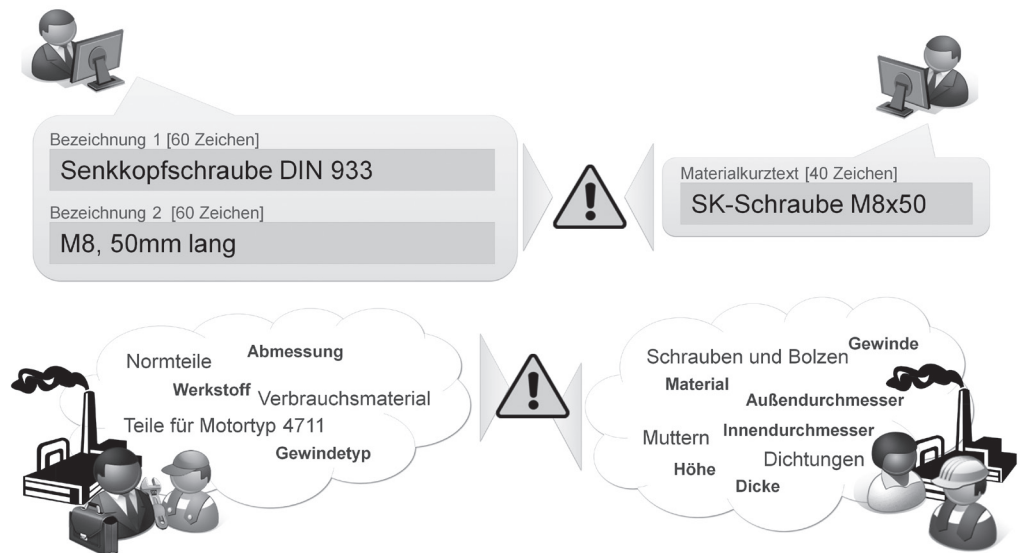 Bezeichnung 1 [60 Zeichen]
Senkkopfschraube DIN 933
Bezeichnung 2 [60 Zeichen]
M8, 50mm lang
Materialkurztext [40 Zeichen]
SK-Schraube M8x50
Normteile
Abmessung
Werkstoff
Verbrauchsmaterial
Teile für Motortyp 4711
Gewindetyp
Gewinde
Schrauben und Bolzen
Material
Außendurchmesser
Innendurchmesser
Muttern
Dichtungen
Höhe
Dicke